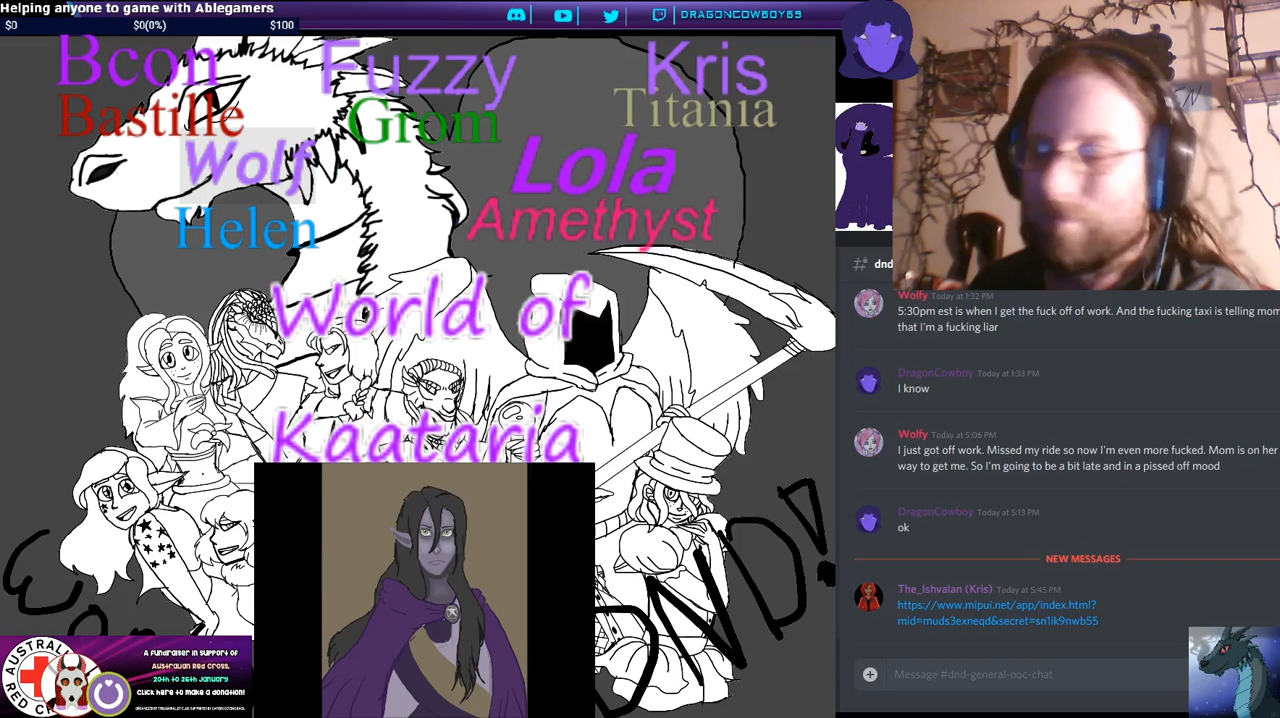 Helping anyone to game with Ablegamers
$0 $0(0%) $100
DRAGONCOWBOY69
Bcon Fuzzy Kris
Bastille Grom Titania
Wolf Lola
Helen Amethyst
World of
Kaataria
DND!
AUSTRALIAN
RED CR
A fundraiser in support of
Australian Red Cross.
20th to 26th January
Click here to make a donation!
# dnd
Wolfy Today at 1:32 PM
5:30pm est is when I get the fuck off of work. And the fucking taxi is telling mom
that I'm a fucking liar
DragonCowboy Today at 1:33 PM
I know
Wolfy Today at 5:06 PM
I just got off work. Missed my ride so now I'm even more fucked. Mom is on her
way to get me. So I'm going to be a bit late and in a pissed off mood
DragonCowboy Today at 5:13 PM
ok
NEW MESSAGES
The_Ishvalan (Kris) Today at 5:45 PM
https://www.mipui.net/app/index.html?
mid=muds3exneqd&secret=sn1ik9nwb55
Message #dnd-general-ooc-chat